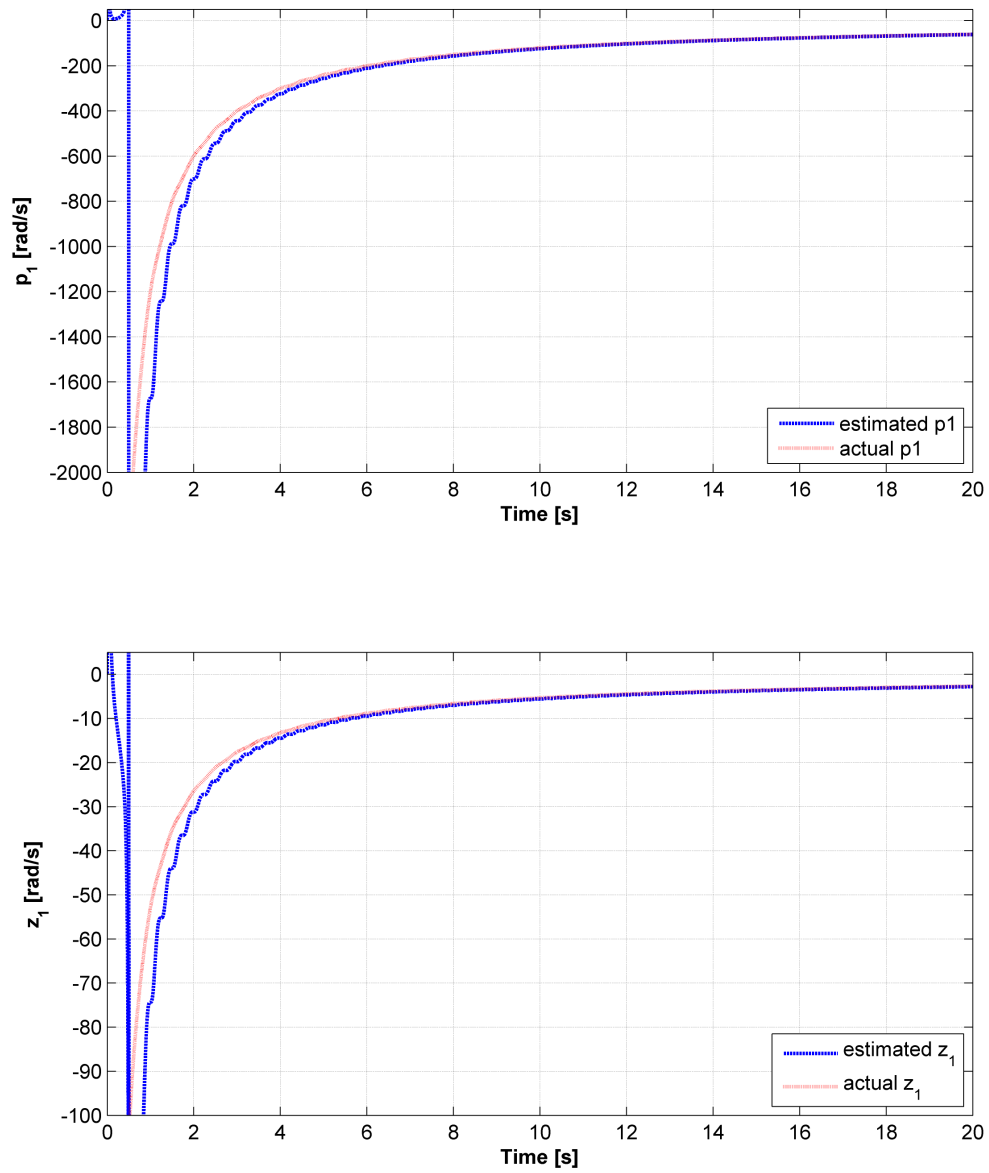 0
-200
-400
-600
-800
-1000
-1200
-1400
-1600
-1800
-2000
p1 [rad/s]
estimated p1
actual p1
0 2 4 6 8 10 12 14 16 18 20
Time [s]
0
-10
-20
-30
-40
-50
-60
-70
-80
-90
-100
z1 [rad/s]
estimated z1
actual z1
0 2 4 6 8 10 12 14 16 18 20
Time [s]